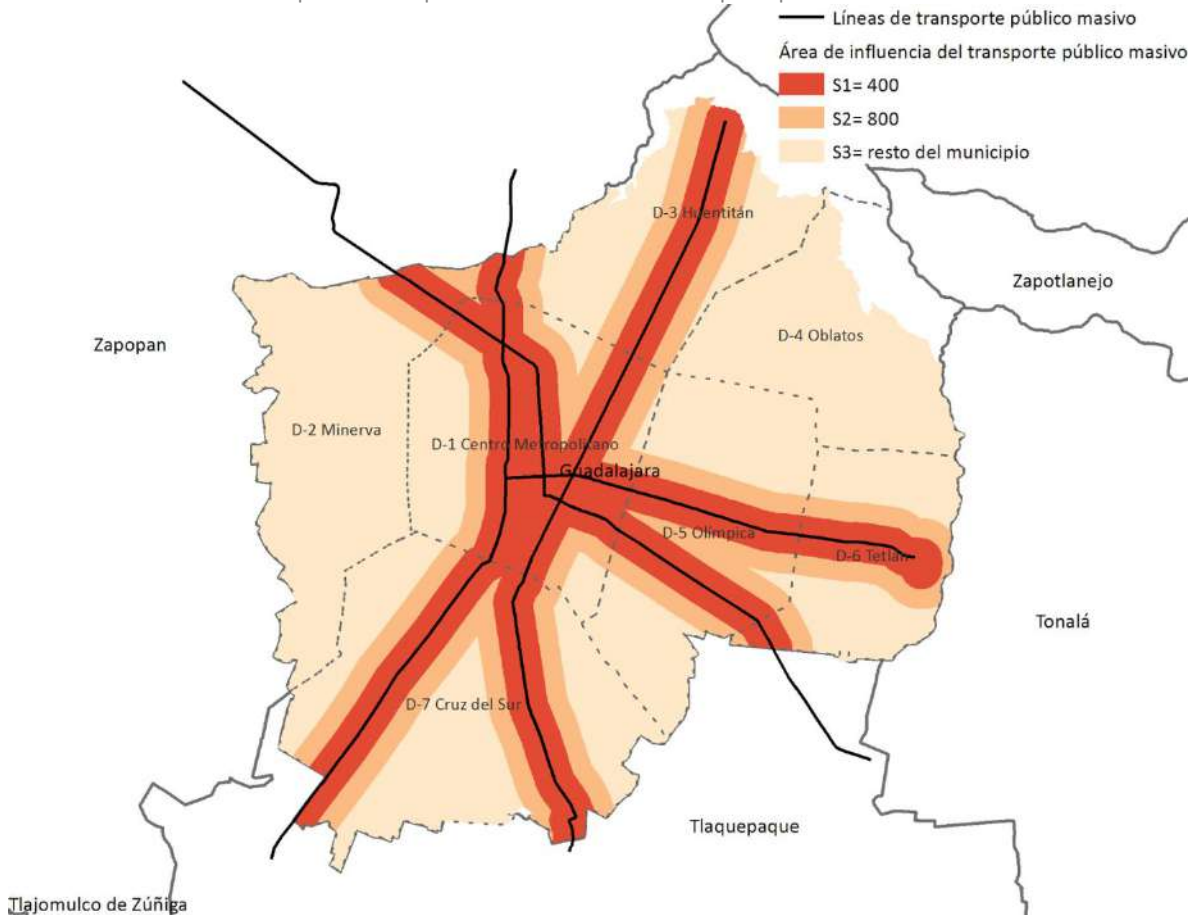 Líneas de transporte público masivo
Área de influencia del transporte público masivo
S1= 400
S2= 800
S3= resto del municipio
D-3 Huentitán
Zapotlanejo
Zapopan
D-4 Oblatos
D-2 Minerva
D-1 Centro Metropolitano
Guadalajara
D-5 Olímpica
D-6 Tetlán
Tonalá
D-7 Cruz del Sur
Tlaquepaque
Tlajomulco de Zúñiga